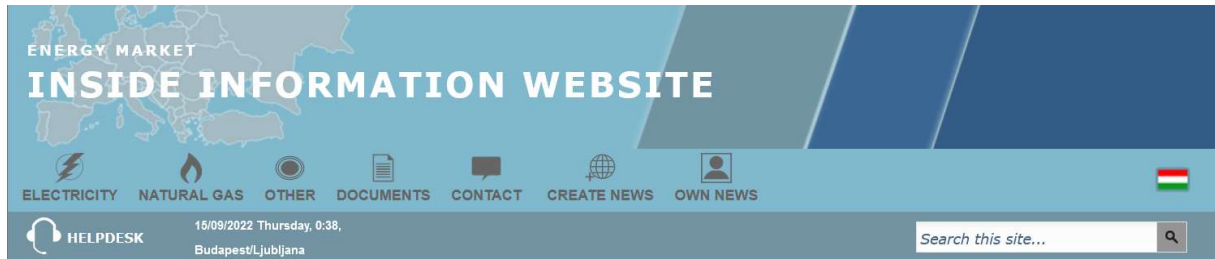 ENERGY MARKET
INSIDE INFORMATION WEBSITE
ELECTRICITY NATURAL GAS OTHER DOCUMENTS CONTACT CREATE NEWS OWN NEWS
HELPDESK
15/09/2022 Thursday, 0:38,
Budapest/Ljubljana
Search this site...